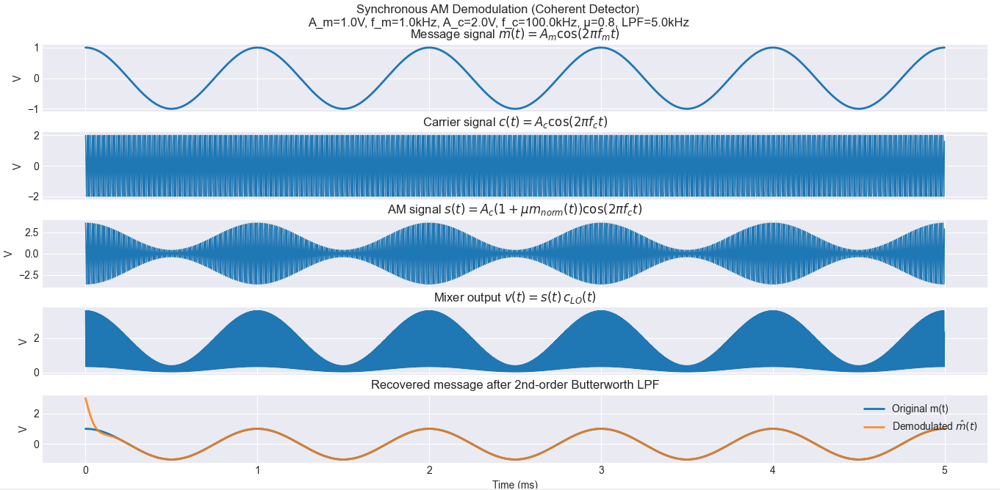 Synchronous AM Demodulation (Coherent Detector)
A_m=1.0V, f_m=1.0kHz, A_c=2.0V, f_c=100.0kHz, μ=0.8, LPF=5.0kHz
Message signal m(t) = A_m cos(2πf_m t)
1
0
−1
V
Carrier signal c(t) = A_c cos(2πf_c t)
2
0
−2
V
AM signal s(t) = A_c(1 + μm_norm(t))cos(2πf_c t)
2.5
0.0
−2.5
V
Mixer output v(t) = s(t) c_LO(t)
2
0
V
Recovered message after 2nd-order Butterworth LPF
2
0
V
Original m(t)
Demodulated m̂(t)
0 1 2 3 4 5
Time (ms)